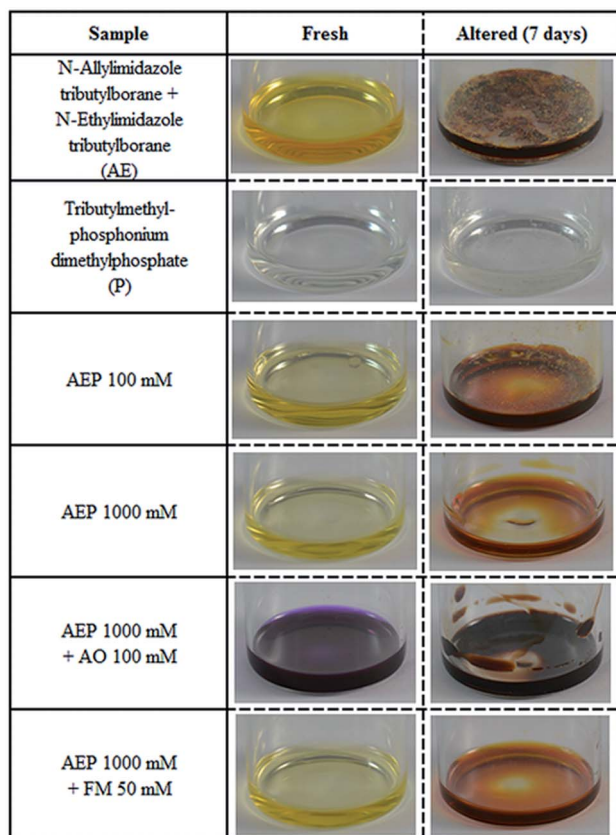 Sample Fresh Altered (7 days)
N-Allylimidazole
tributylborane +
N-Ethylimidazole
tributylborane
(AE)
Tributylmethyl-
phosphonium
dimethylphosphate
(P)
AEP 100 mM
AEP 1000 mM
AEP 1000 mM
+ AO 100 mM
AEP 1000 mM
+ FM 50 mM